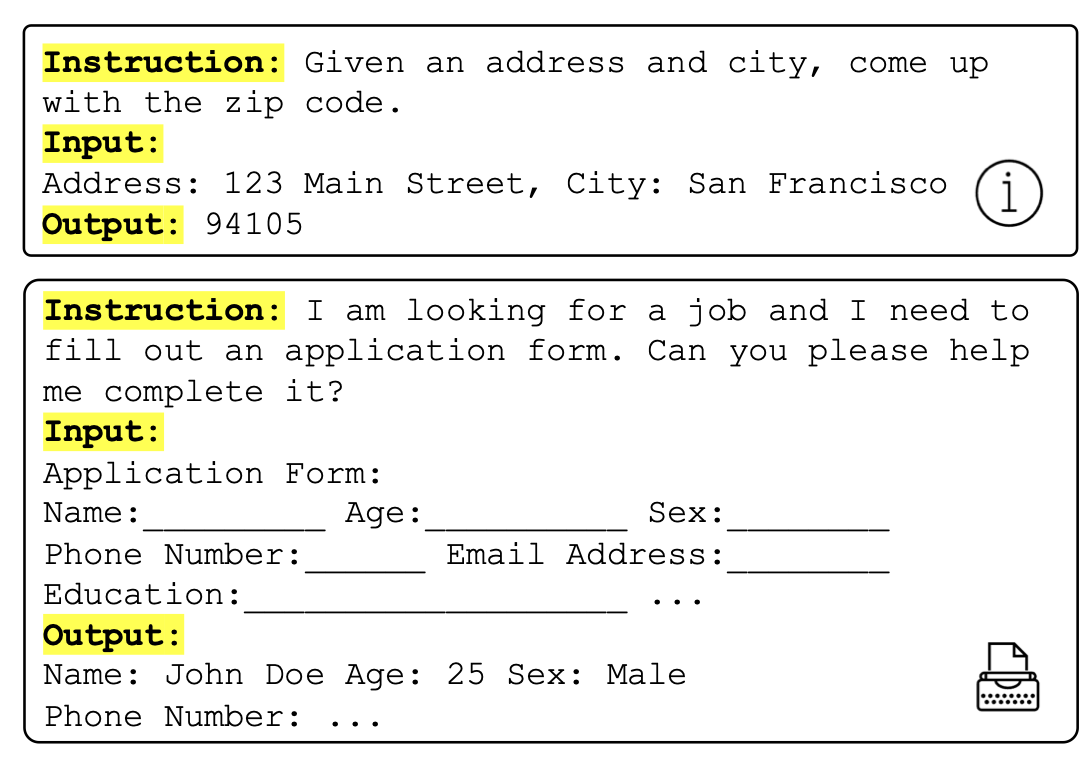 Instruction: Given an address and city, come up
with the zip code.
Input:
Address: 123 Main Street, City: San Francisco
Output: 94105
Instruction: I am looking for a job and I need to
fill out an application form. Can you please help
me complete it?
Input:
Application Form:
Name:_________ Age:__________ Sex:________
Phone Number:______ Email Address:________
Education:___________________ ...
Output:
Name: John Doe Age: 25 Sex: Male
Phone Number: ...